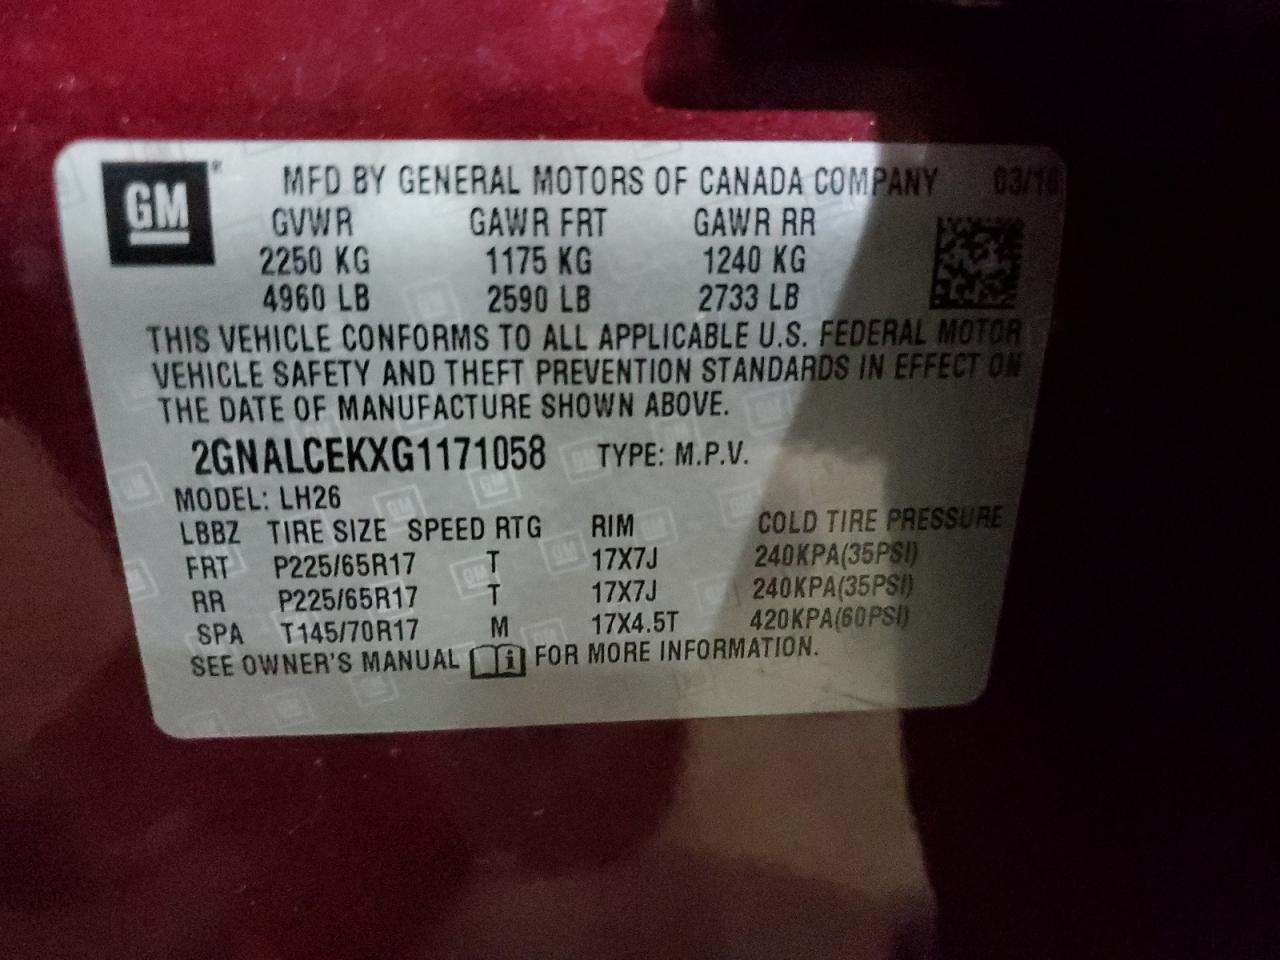 GM ® MFD BY GENERAL MOTORS OF CANADA COMPANY 03/16
GVWR GAWR FRT GAWR RR
2250 KG 1175 KG 1240 KG
4960 LB 2590 LB 2733 LB
THIS VEHICLE CONFORMS TO ALL APPLICABLE U.S. FEDERAL MOTOR
VEHICLE SAFETY AND THEFT PREVENTION STANDARDS IN EFFECT ON
THE DATE OF MANUFACTURE SHOWN ABOVE.
2GNALCEKXG1171058 TYPE: M.P.V.
MODEL: LH26
LBBZ TIRE SIZE SPEED RTG RIM COLD TIRE PRESSURE
FRT P225/65R17 T 17X7J 240KPA(35PSI)
RR P225/65R17 T 17X7J 240KPA(35PSI)
SPA T145/70R17 M 17X4.5T 420KPA(60PSI)
SEE OWNER'S MANUAL i FOR MORE INFORMATION.